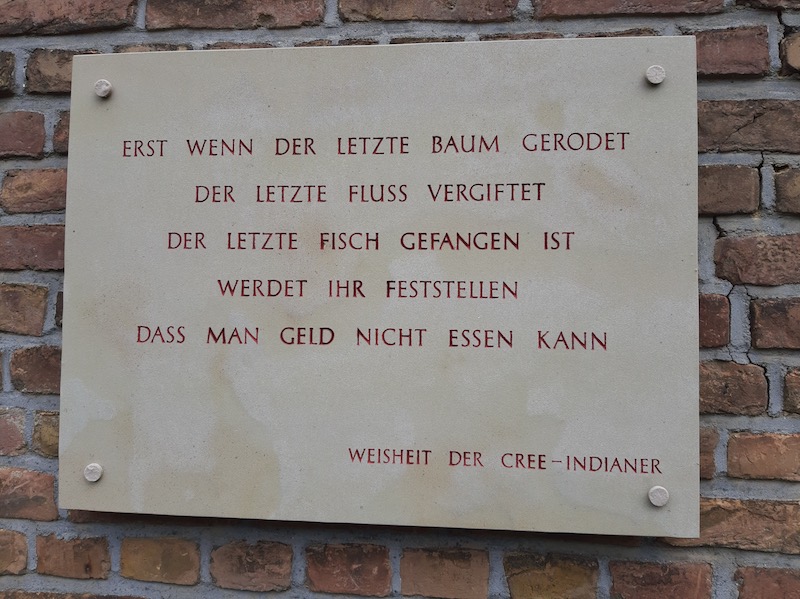 ERST WENN DER LETZTE BAUM GERODET
DER LETZTE FLUSS VERGIFTET
DER LETZTE FISCH GEFANGEN IST
WERDET IHR FESTSTELLEN
DASS MAN GELD NICHT ESSEN KANN
WEISHEIT DER CREE-INDIANER